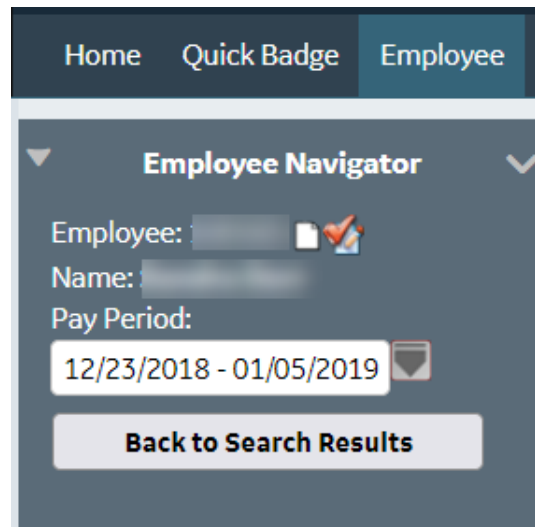 Home Quick Badge Employee
Employee Navigator
Employee:
Name:
Pay Period:
12/23/2018 - 01/05/2019
Back to Search Results